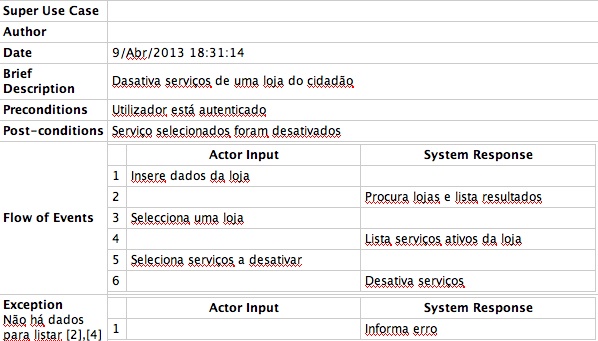 Super Use Case
Author
Date 9/Abr/2013 18:31:14
Brief
Description Dasativa serviços de uma loja do cidadão
Preconditions Utilizador está autenticado
Post-conditions Serviço selecionados foram desativados
Flow of Events
Actor Input System Response
1 Insere dados da loja
2 Procura lojas e lista resultados
3 Selecciona uma loja
4 Lista serviços ativos da loja
5 Seleciona serviços a desativar
6 Desativa serviços
Exception
Não há dados
para listar [2],[4]
Actor Input System Response
1 Informa erro